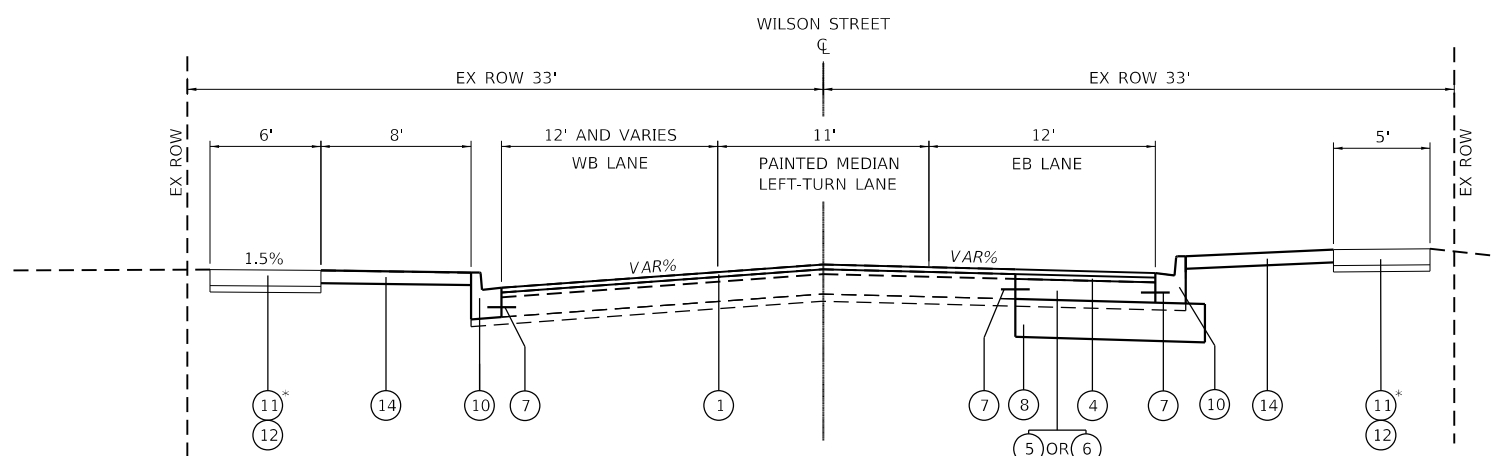 WILSON STREET
℄
EX ROW 33' EX ROW 33'
EX ROW
6' 8' 12' AND VARIES 11' 12' 5'
WB LANE PAINTED MEDIAN EB LANE
LEFT-TURN LANE
EX ROW
1.5% VAR% VAR%
11* 14 10 7 1 7 8 4 7 10 14 11*
12 12
5 OR 6